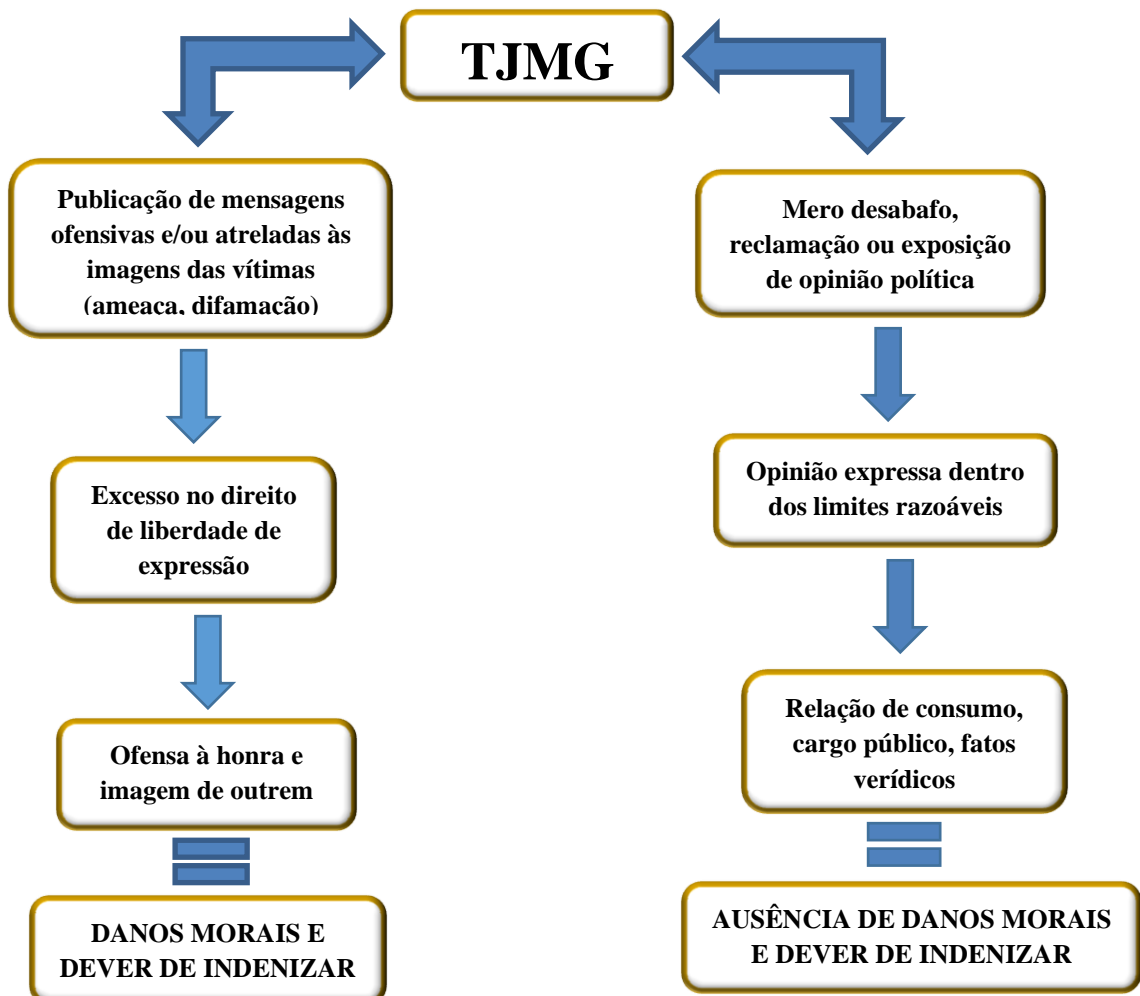 TJMG
Publicação de mensagens
ofensivas e/ou atreladas às
imagens das vítimas
(ameaca, difamacão)
Excesso no direito
de liberdade de
expressão
Ofensa à honra e
imagem de outrem
DANOS MORAIS E
DEVER DE INDENIZAR
Mero desabafo,
reclamação ou exposição
de opinião política
Opinião expressa dentro
dos limites razoáveis
Relação de consumo,
cargo público, fatos
verídicos
AUSÊNCIA DE DANOS MORAIS
E DEVER DE INDENIZAR